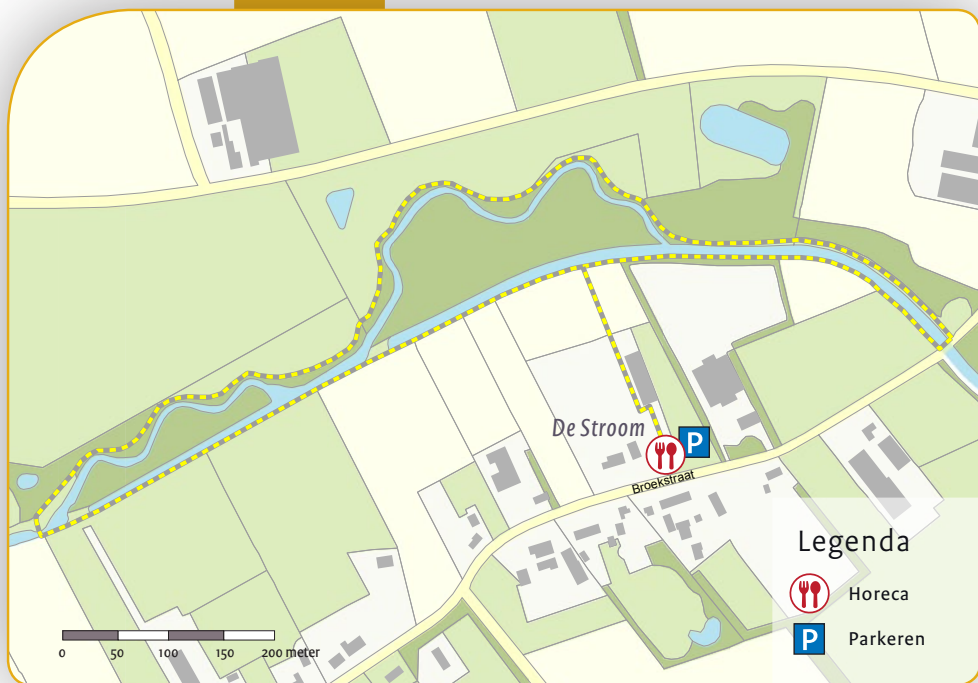 De Stroom
P
Broekstraat
Legenda
Horeca
P
Parkeren
0 50 100 150 200 meter